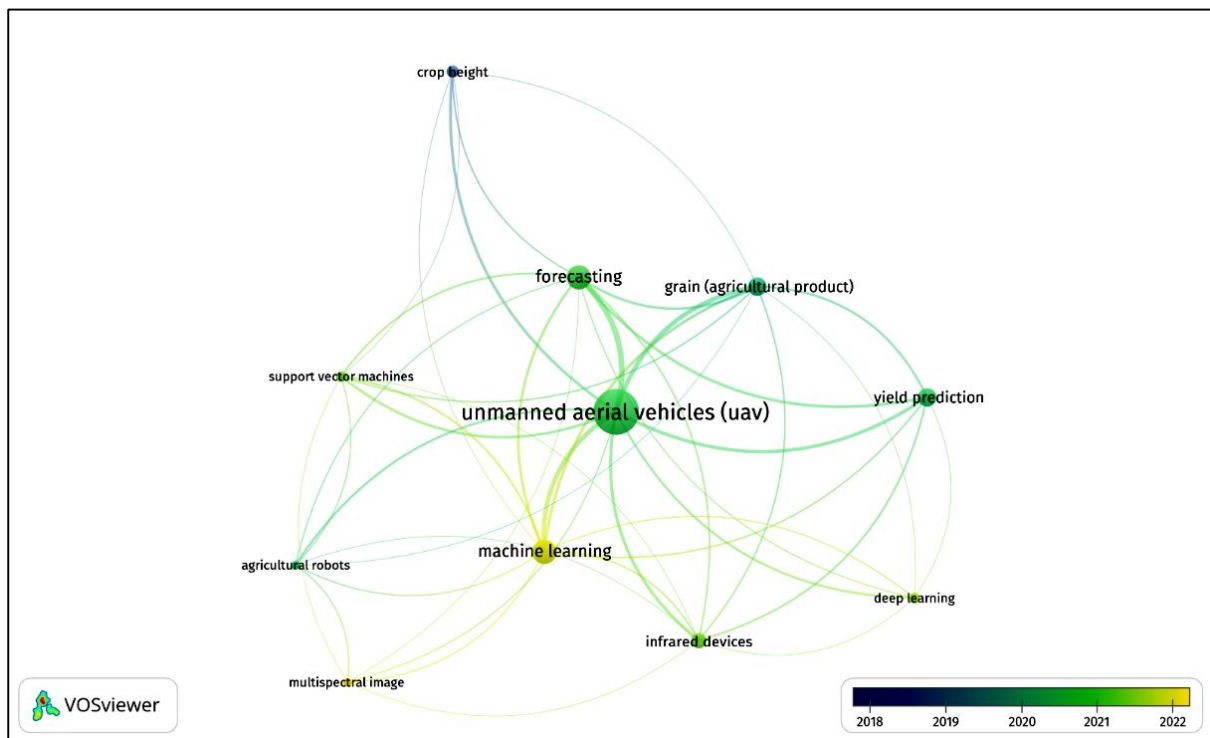 crop height
forecasting
grain (agricultural product)
support vector machines
yield prediction
unmanned aerial vehicles (uav)
machine learning
agricultural robots
deep learning
infrared devices
multispectral image
VOSviewer
2018 2019 2020 2021 2022